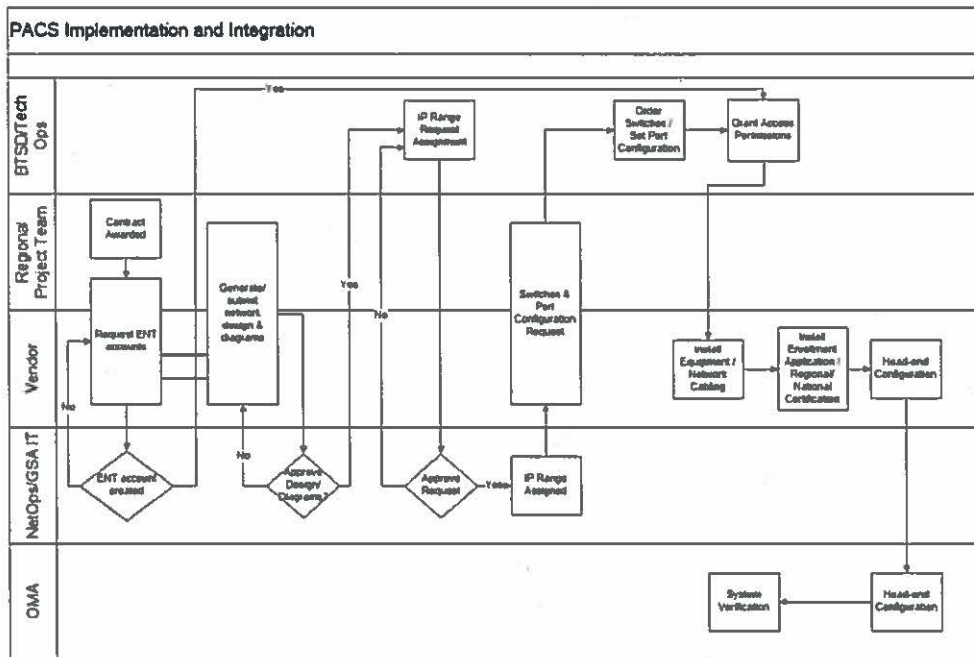 PACS Implementation and Integration
BTSD/Tech
Ops
Yes
IP Range
Request
Assignment
Order
Switches /
Set Port
Configuration
Grant Access
Permissions
Regional
Project Team
Contract
Awarded
Request ENT
accounts
Generate/
submit
network
design &
diagrams
Yes
No
Switches &
Port
Configuration
Request
Vendor
No
Install
Equipment /
Network
Cabling
Install
Enrollment
Application /
Regional/
National
Certification
Head-end
Configuration
NetOps/GSA IT
ENT account
created
No
Approve
Design/
Diagrams?
Approve
Request
Yes
IP Range
Assigned
OMA
System
Verification
Head-end
Configuration